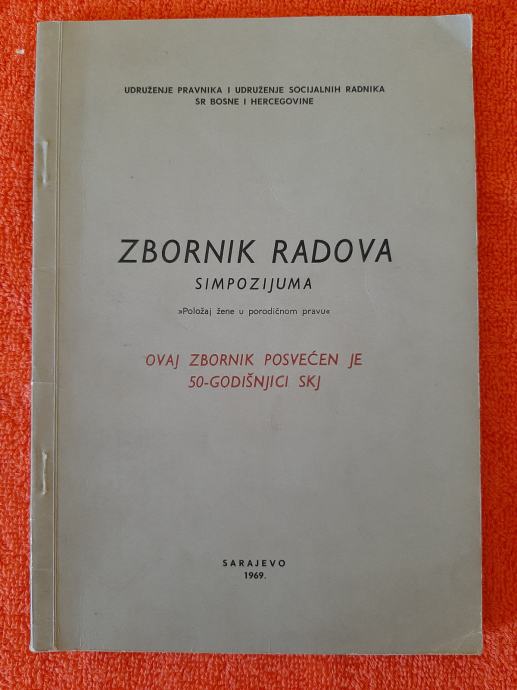 UDRUŽENJE PRAVNIKA I UDRUŽENJE SOCIJALNIH RADNIKA
SR BOSNE I HERCEGOVINE
ZBORNIK RADOVA
SIMPOZIJUMA
»Položaj žene u porodičnom pravu«
OVAJ ZBORNIK POSVEĆEN JE
50-GODIŠNJICI SKJ
SARAJEVO
1969.